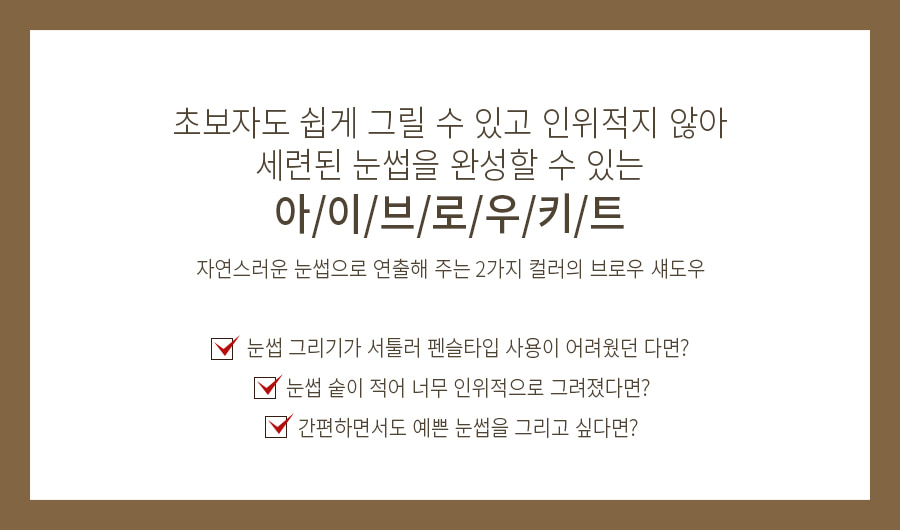 초보자도 쉽게 그릴 수 있고 인위적지 않아
세련된 눈썹을 완성할 수 있는
아/이/브/로/우/키/트
자연스러운 눈썹으로 연출해 주는 2가지 컬러의 브로우 섀도우
눈썹 그리기가 서툴러 펜슬타입 사용이 어려웠던 다면?
눈썹 숱이 적어 너무 인위적으로 그려졌다면?
간편하면서도 예쁜 눈썹을 그리고 싶다면?